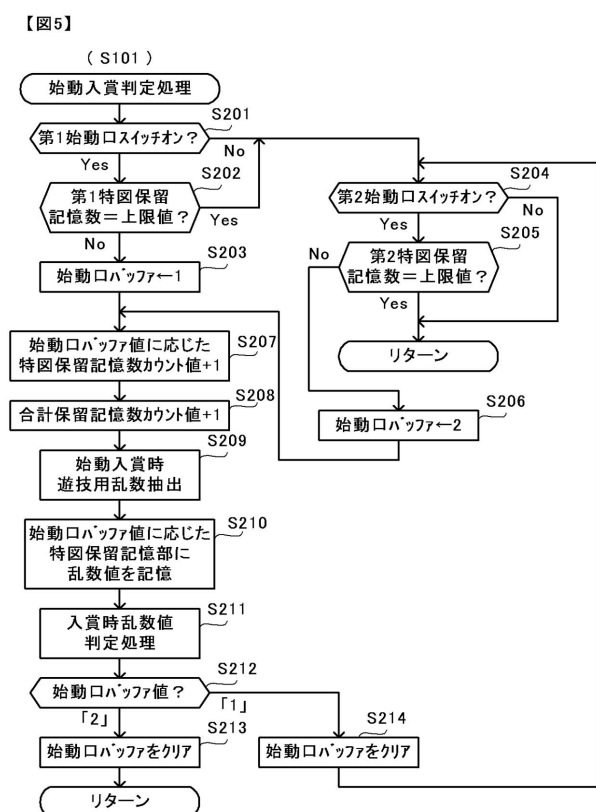 【図5】
（S101）
始動入賞判定処理
S201
第1始動口スイッチオン？
Yes
No
S202
第1特図保留
記憶数＝上限値？
Yes
No
S203
始動口バッファ←1
S204
第2始動口スイッチオン？
Yes
No
S205
第2特図保留
記憶数＝上限値？
No
Yes
リターン
S206
始動口バッファ←2
S207
始動口バッファ値に応じた
特図保留記憶数カウント値+1
S208
合計保留記憶数カウント値+1
S209
始動入賞時
遊技用乱数抽出
S210
始動口バッファ値に応じた
特図保留記憶部に
乱数値を記憶
S211
入賞時乱数値
判定処理
S212
始動口バッファ値？
「2」
「1」
S213
始動口バッファをクリア
S214
始動口バッファをクリア
リターン